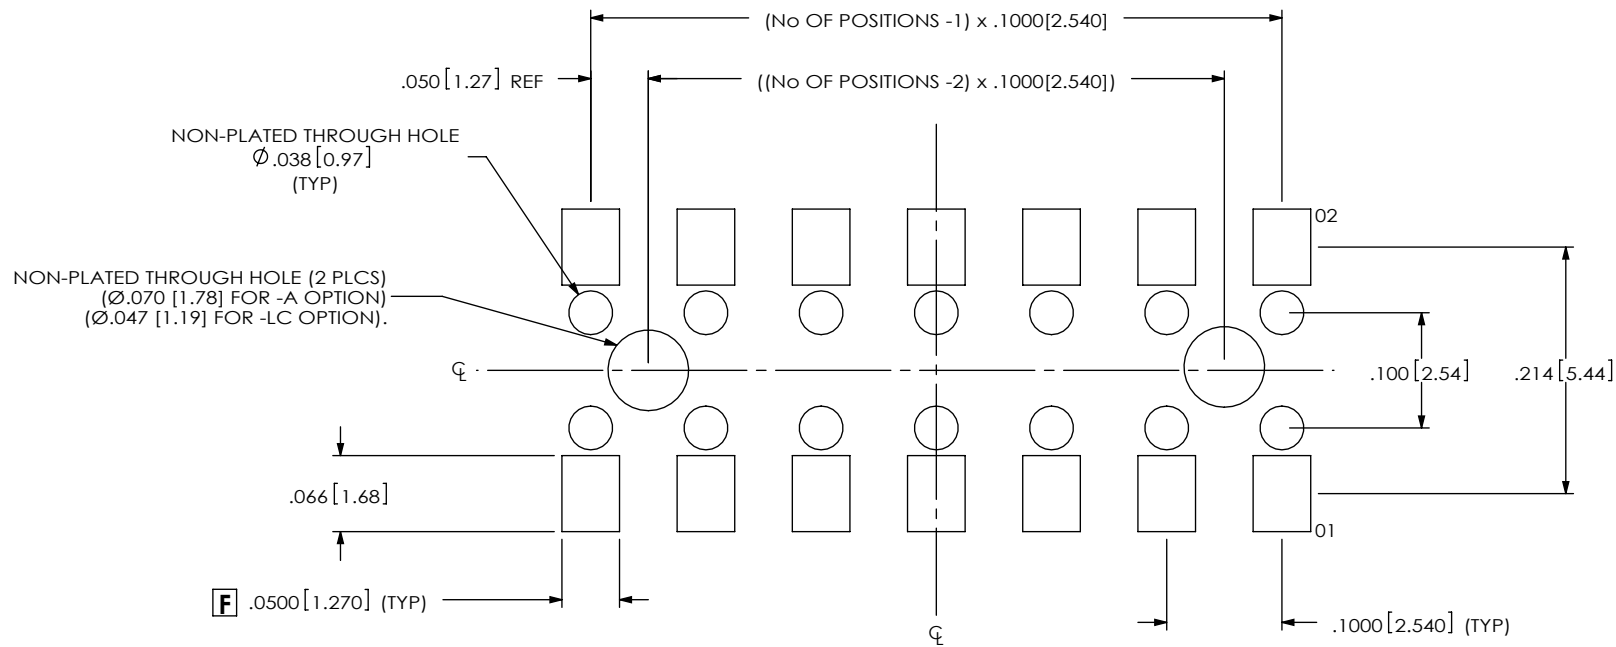 (No OF POSITIONS -1) x .1000[2.540]
.050[1.27] REF
((No OF POSITIONS -2) x .1000[2.540])
NON-PLATED THROUGH HOLE
Ø.038[0.97]
(TYP)
02
NON-PLATED THROUGH HOLE (2 PLCS)
(Ø.070 [1.78] FOR -A OPTION)
(Ø.047 [1.19] FOR -LC OPTION).
℄
.100[2.54]
.214[5.44]
.066[1.68]
01
F .0500[1.270] (TYP)
.1000[2.540] (TYP)
℄